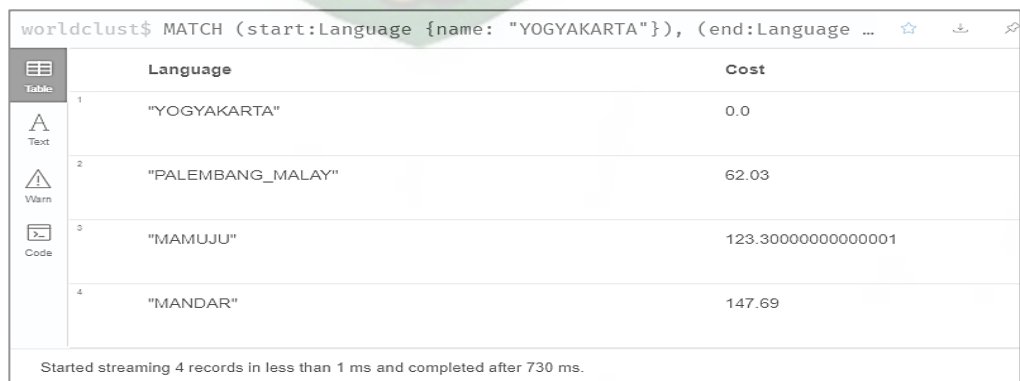 worldclust$ MATCH (start:Language {name: "YOGYAKARTA"}), (end:Language …
Table
Text
Warn
Code
Language Cost
1 "YOGYAKARTA" 0.0
2 "PALEMBANG_MALAY" 62.03
3 "MAMUJU" 123.30000000000001
4 "MANDAR" 147.69
Started streaming 4 records in less than 1 ms and completed after 730 ms.